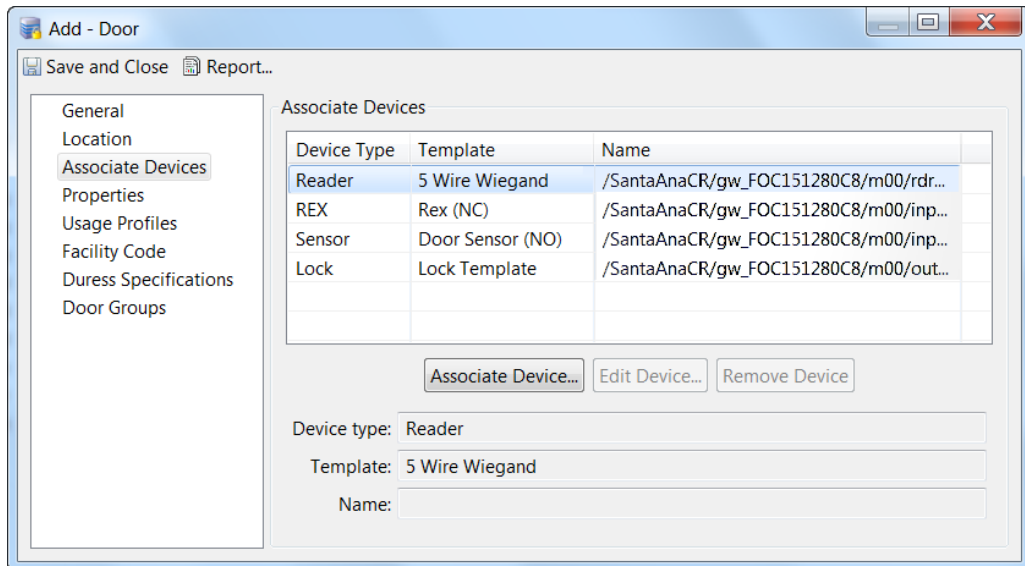 Add - Door
Save and Close Report...
General
Location
Associate Devices
Properties
Usage Profiles
Facility Code
Duress Specifications
Door Groups
Associate Devices
Device Type Template Name
Reader 5 Wire Wiegand /SantaAnaCR/gw_FOC151280C8/m00/rdr...
REX Rex (NC) /SantaAnaCR/gw_FOC151280C8/m00/inp...
Sensor Door Sensor (NO) /SantaAnaCR/gw_FOC151280C8/m00/inp...
Lock Lock Template /SantaAnaCR/gw_FOC151280C8/m00/out...
Associate Device... Edit Device... Remove Device
Device type: Reader
Template: 5 Wire Wiegand
Name: